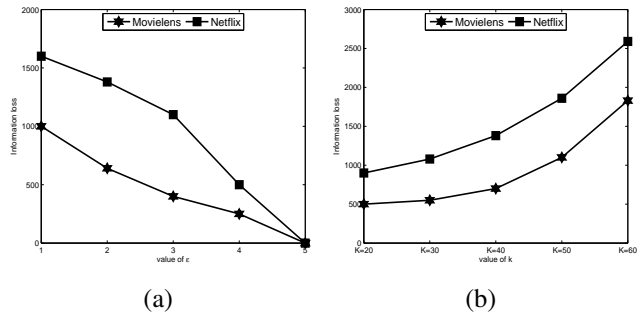 Movielens Netflix
2000
1500
1000
500
0
Information loss
1 2 3 4 5
value of ε
(a)
Movielens Netflix
3000
2500
2000
1500
1000
500
0
Information loss
K=20 K=30 K=40 K=50 K=60
value of k
(b)